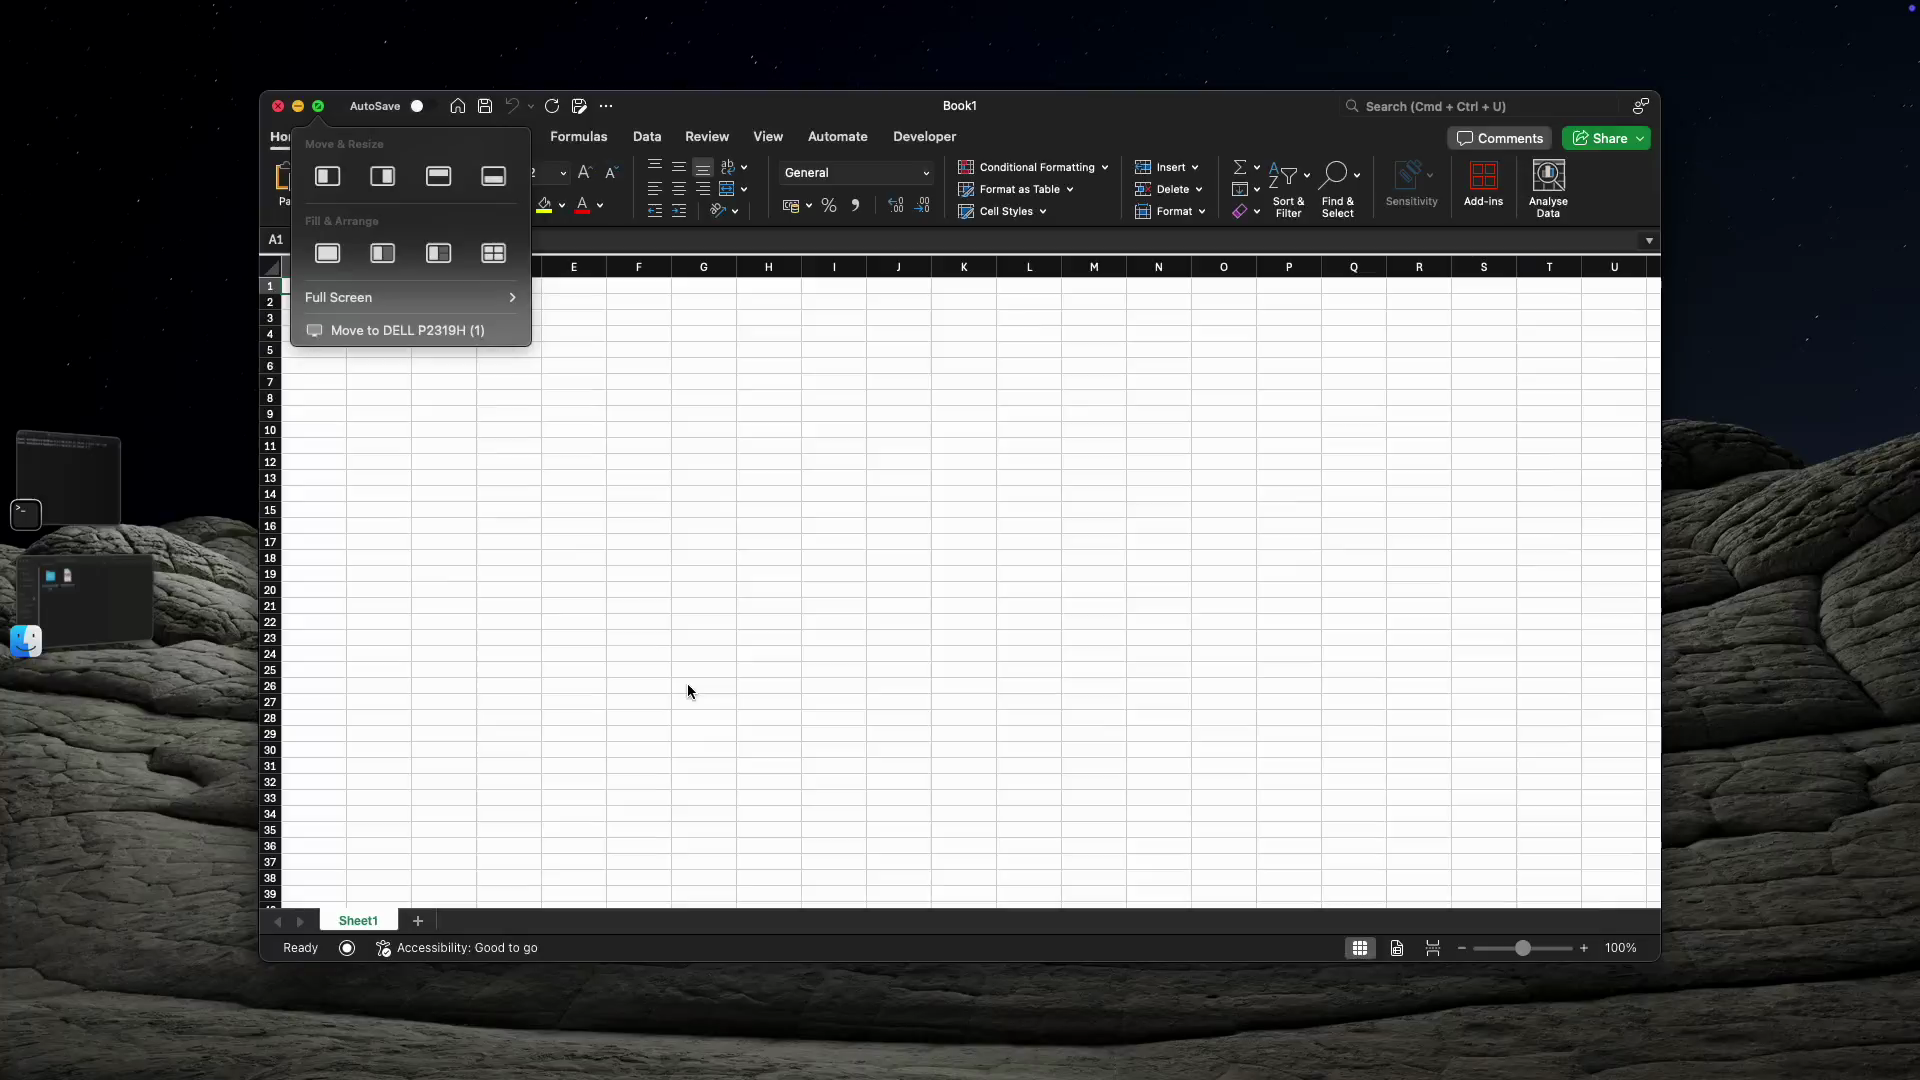 AutoSave
Book1
Search (Cmd + Ctrl + U)
Formulas Data Review View Automate Developer
Comments
Share
Move & Resize
Fill & Arrange
Full Screen
Move to DELL P2319H (1)
General
Conditional Formatting
Format as Table
Cell Styles
Insert
Delete
Format
Sort & Filter
Find & Select
Sensitivity
Add-ins
Analyse Data
A1
E F G H I J K L M N O P Q R S T U
1
2
3
4
5
6
7
8
9
10
11
12
13
14
15
16
17
18
19
20
21
22
23
24
25
26
27
28
29
30
31
32
33
34
35
36
37
38
39
Sheet1
Ready
Accessibility: Good to go
100%